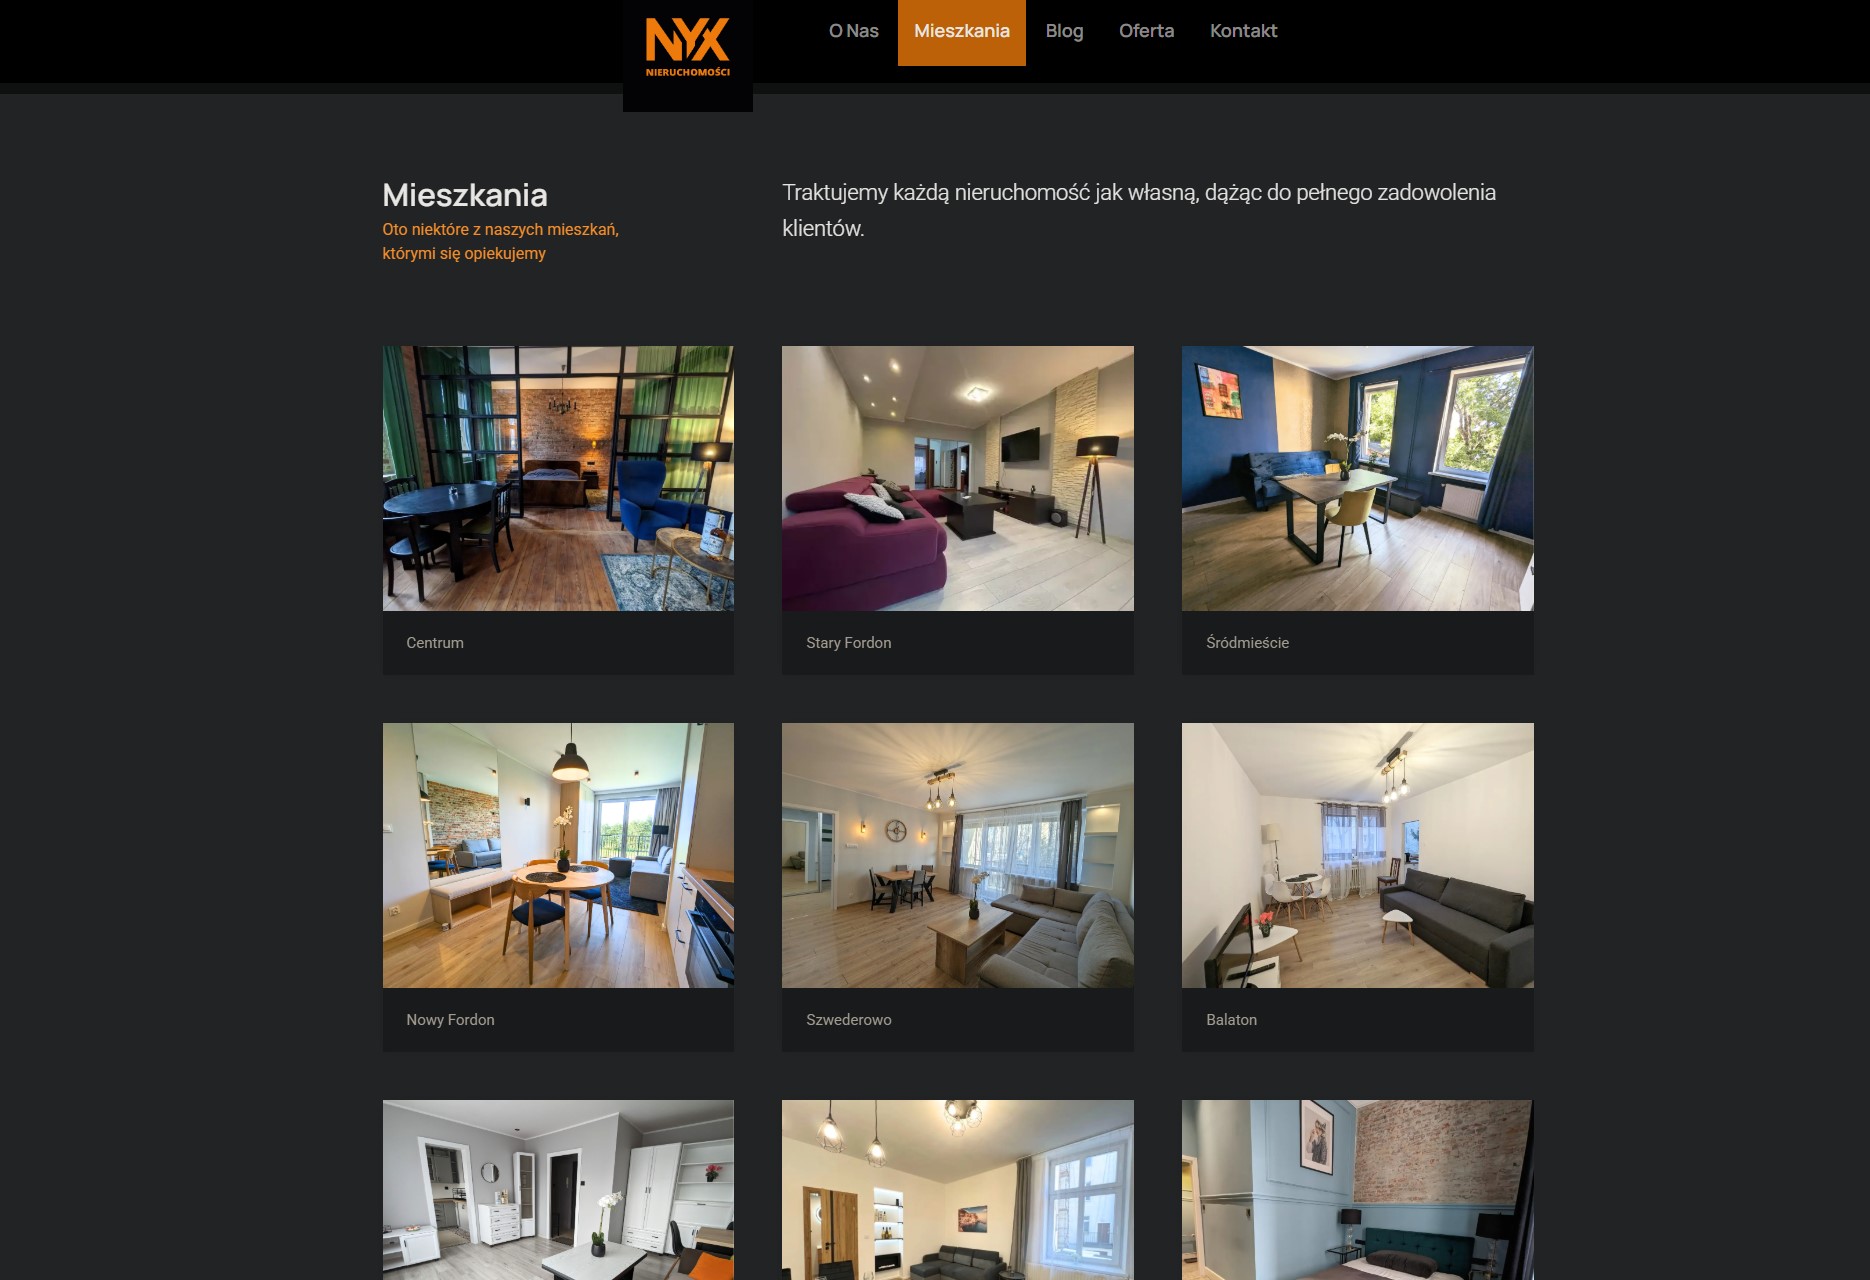 NYX
NIERUCHOMOŚCI
O Nas
Mieszkania
Blog
Oferta
Kontakt
Mieszkania
Oto niektóre z naszych mieszkań,
którymi się opiekujemy
Traktujemy każdą nieruchomość jak własną, dążąc do pełnego zadowolenia
klientów.
Centrum
Stary Fordon
Śródmieście
Nowy Fordon
Szwederowo
Balaton